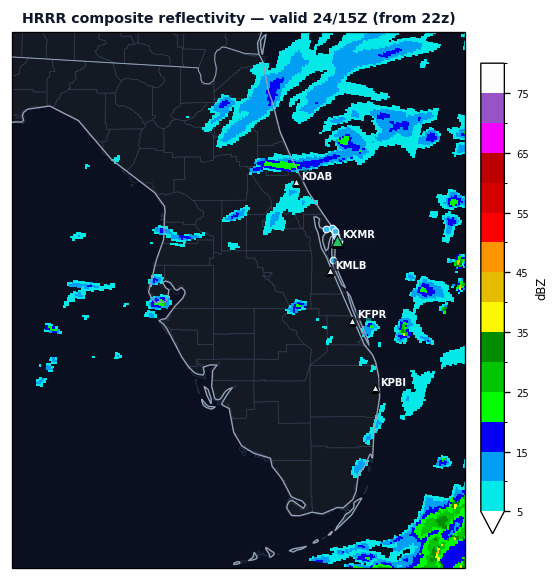 HRRR composite reflectivity — valid 24/15Z (from 22z)
75
65
KDAB
55
KXMR
KMLB
45
dBZ
KFPR
35
KPBI
25
15
5